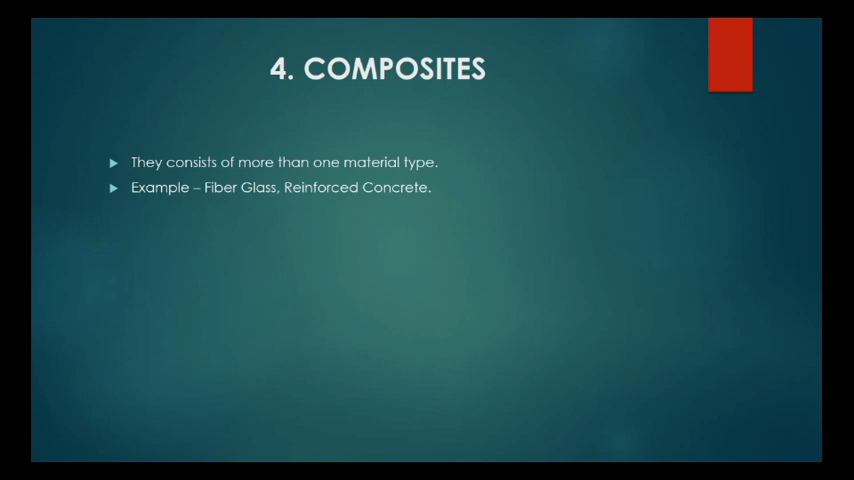 4. COMPOSITES
They consists of more than one material type.
Example – Fiber Glass, Reinforced Concrete.